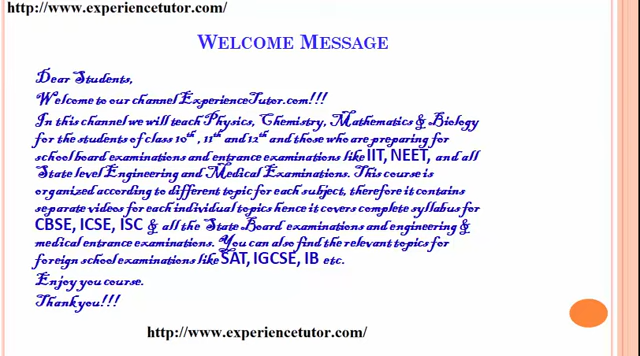 http://www.experiencetutor.com/
WELCOME MESSAGE
Dear Students,
Welcome to our channel ExperienceTutor.com!!!
In this channel we will teach Physics, Chemistry, Mathematics & Biology
for the students of class 10th , 11th and 12th and those who are preparing for
school board examinations and entrance examinations like IIT, NEET, and all
State level Engineering and Medical Examinations. This course is
organized according to different topic for each subject, therefore it contains
separate videos for each individual topics hence it covers complete syllabus for
CBSE, ICSE, ISC & all the State Board examinations and engineering &
medical entrance examinations. You can also find the relevant topics for
foreign school examinations like SAT, IGCSE, IB etc.
Enjoy you course.
Thank you!!!
http://www.experiencetutor.com/